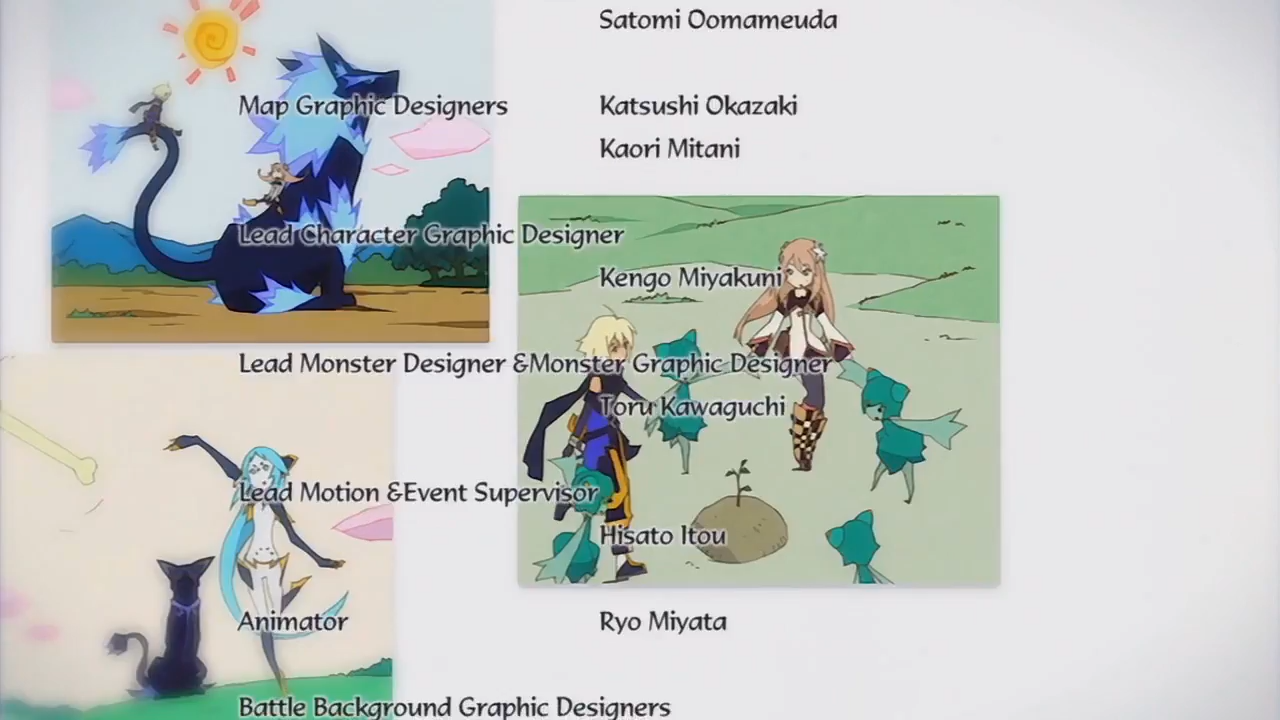 Satomi Oomameuda
Map Graphic Designers Katsushi Okazaki
Kaori Mitani
Lead Character Graphic Designer
Kengo Miyakuni
Lead Monster Designer &Monster Graphic Designer
Toru Kawaguchi
Lead Motion &Event Supervisor
Hisato Itou
Animator Ryo Miyata
Battle Background Graphic Designers